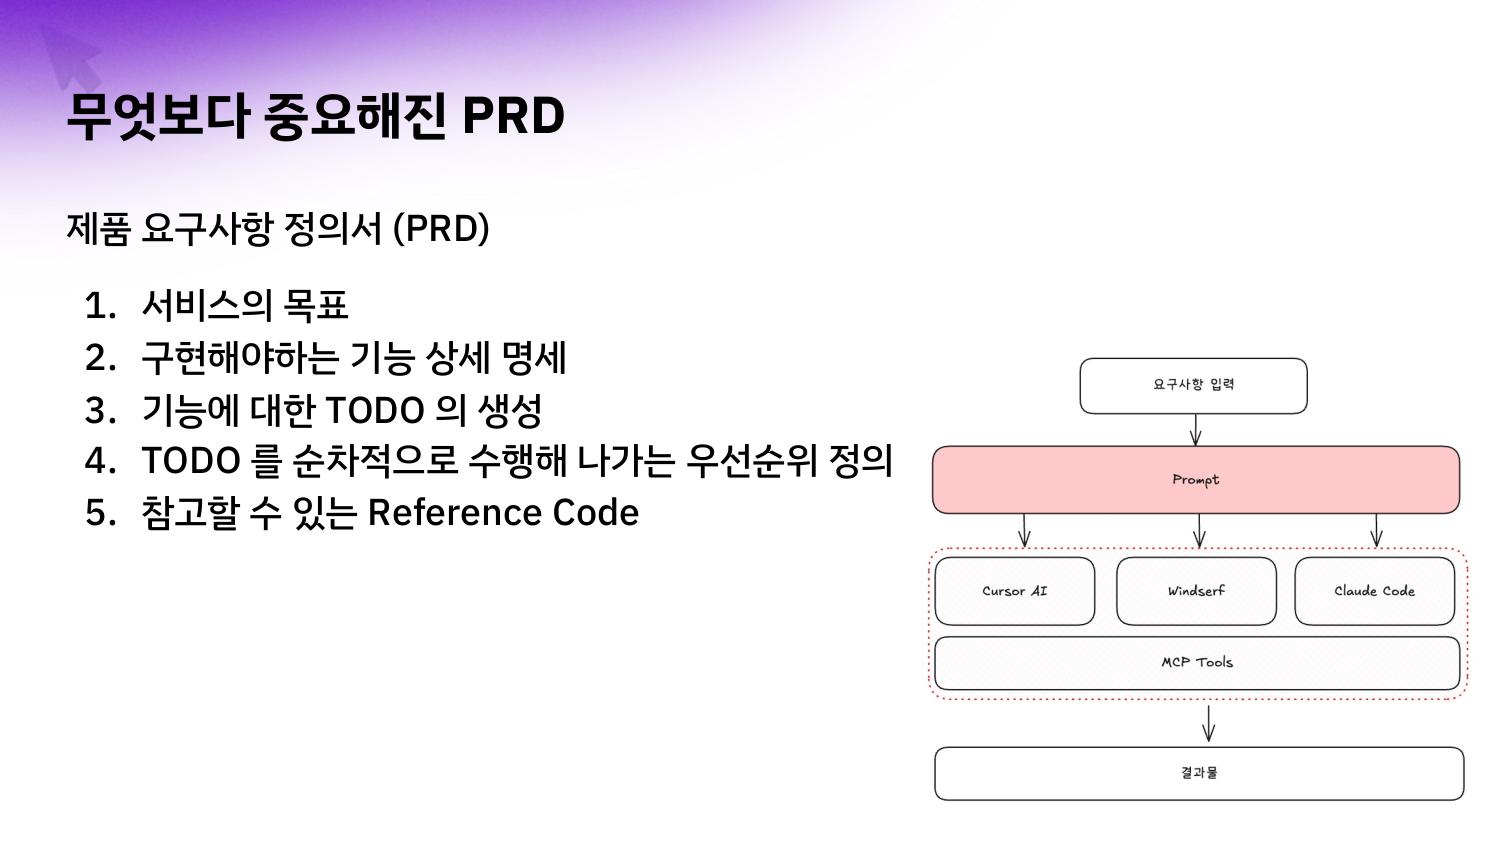 무엇보다 중요해진 PRD
제품 요구사항 정의서 (PRD)
1. 서비스의 목표
2. 구현해야하는 기능 상세 명세
3. 기능에 대한 TODO 의 생성
4. TODO 를 순차적으로 수행해 나가는 우선순위 정의
5. 참고할 수 있는 Reference Code
요구사항 입력
Prompt
Cursor AI
Windserf
Claude Code
MCP Tools
결과물